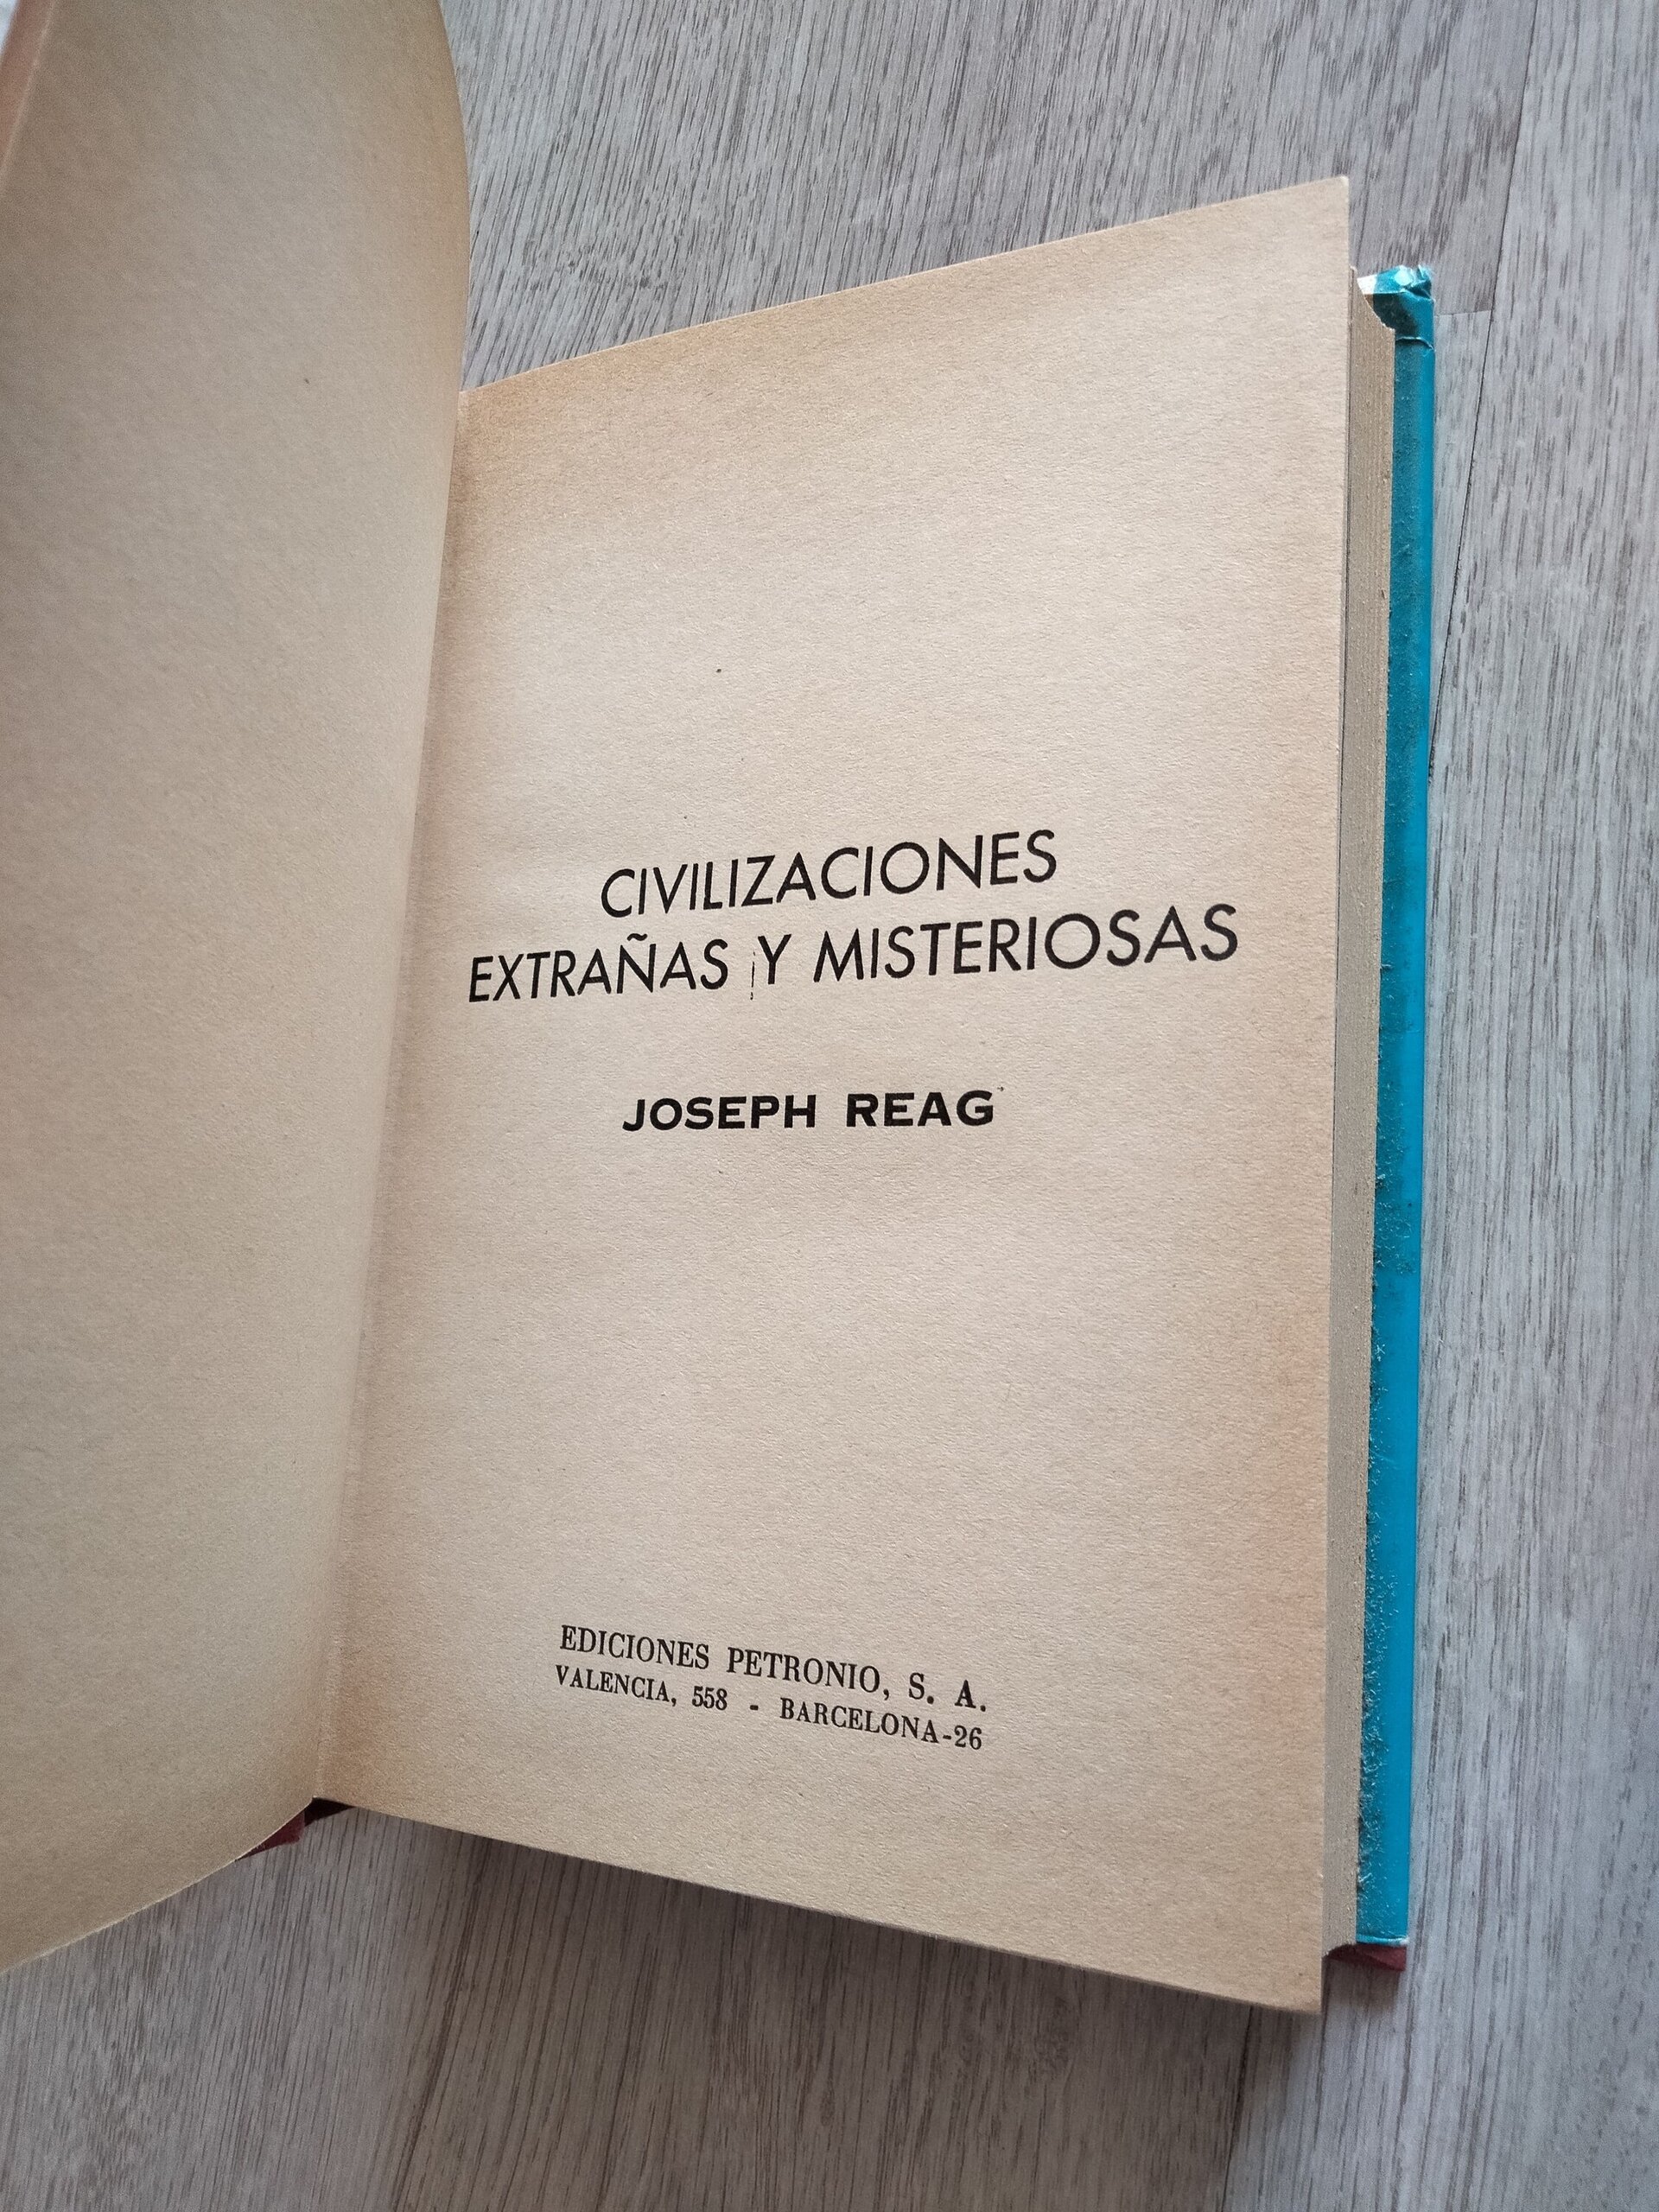 CIVILIZACIONES
EXTRAÑAS Y MISTERIOSAS
JOSEPH REAG
EDICIONES PETRONIO, S. A.
VALENCIA, 558 - BARCELONA-26